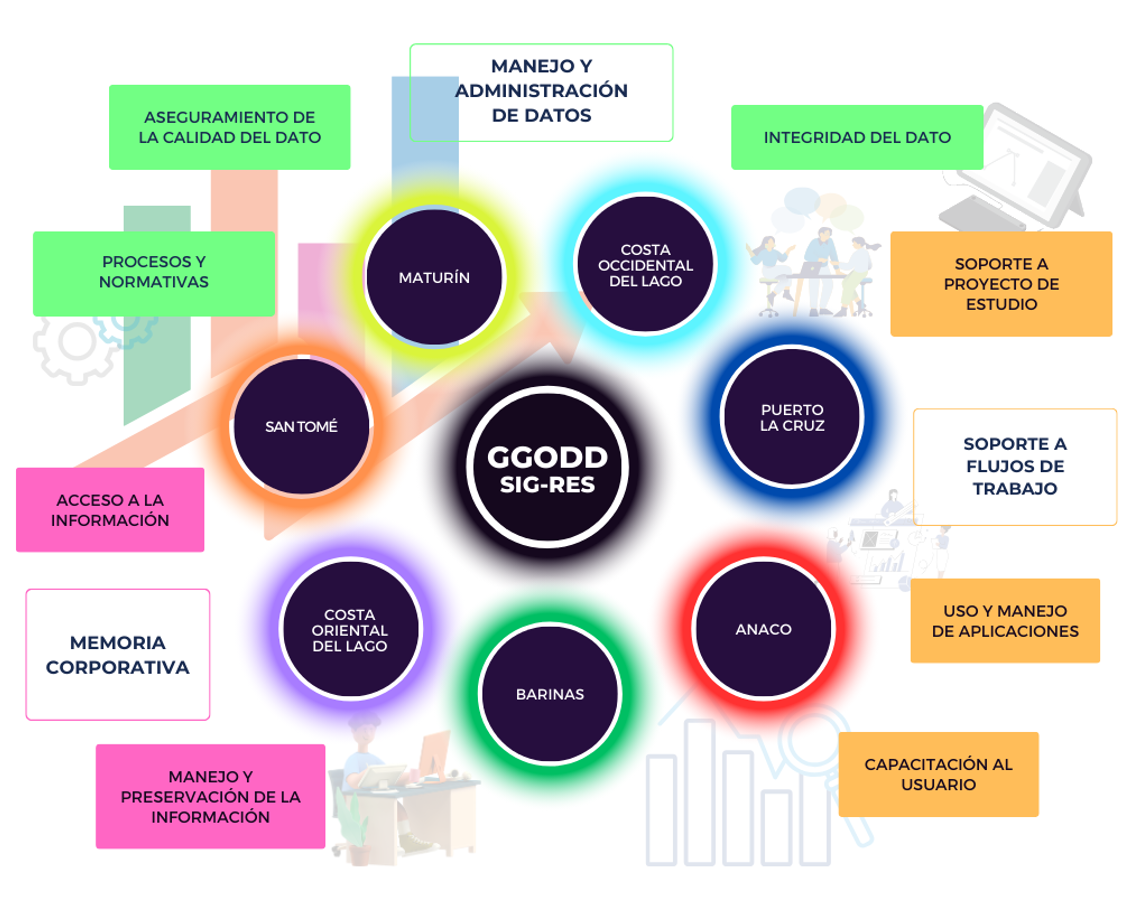 MANEJO Y
ADMINISTRACIÓN
DE DATOS
ASEGURAMIENTO DE
LA CALIDAD DEL DATO
INTEGRIDAD DEL DATO
PROCESOS Y
NORMATIVAS
MATURÍN
COSTA
OCCIDENTAL
DEL LAGO
SOPORTE A
PROYECTO DE
ESTUDIO
SAN TOMÉ
PUERTO
LA CRUZ
GGODD
SIG-RES
SOPORTE A
FLUJOS DE
TRABAJO
ACCESO A LA
INFORMACIÓN
MEMORIA
CORPORATIVA
COSTA
ORIENTAL
DEL LAGO
BARINAS
ANACO
USO Y MANEJO
DE APLICACIONES
MANEJO Y
PRESERVACIÓN DE LA
INFORMACIÓN
CAPACITACIÓN AL
USUARIO